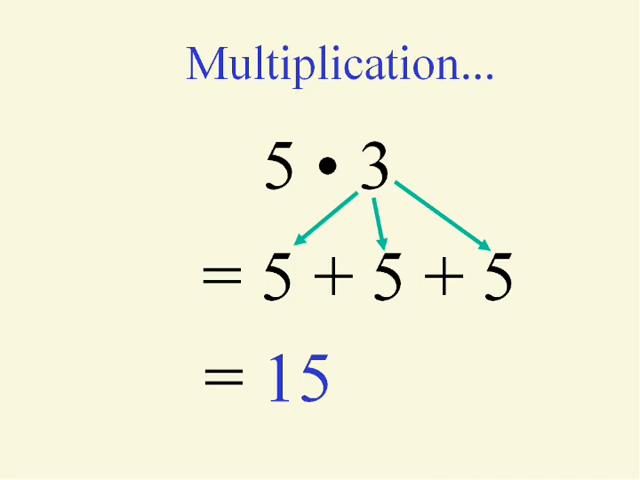 Multiplication...
5 • 3
= 5 + 5 + 5
= 15